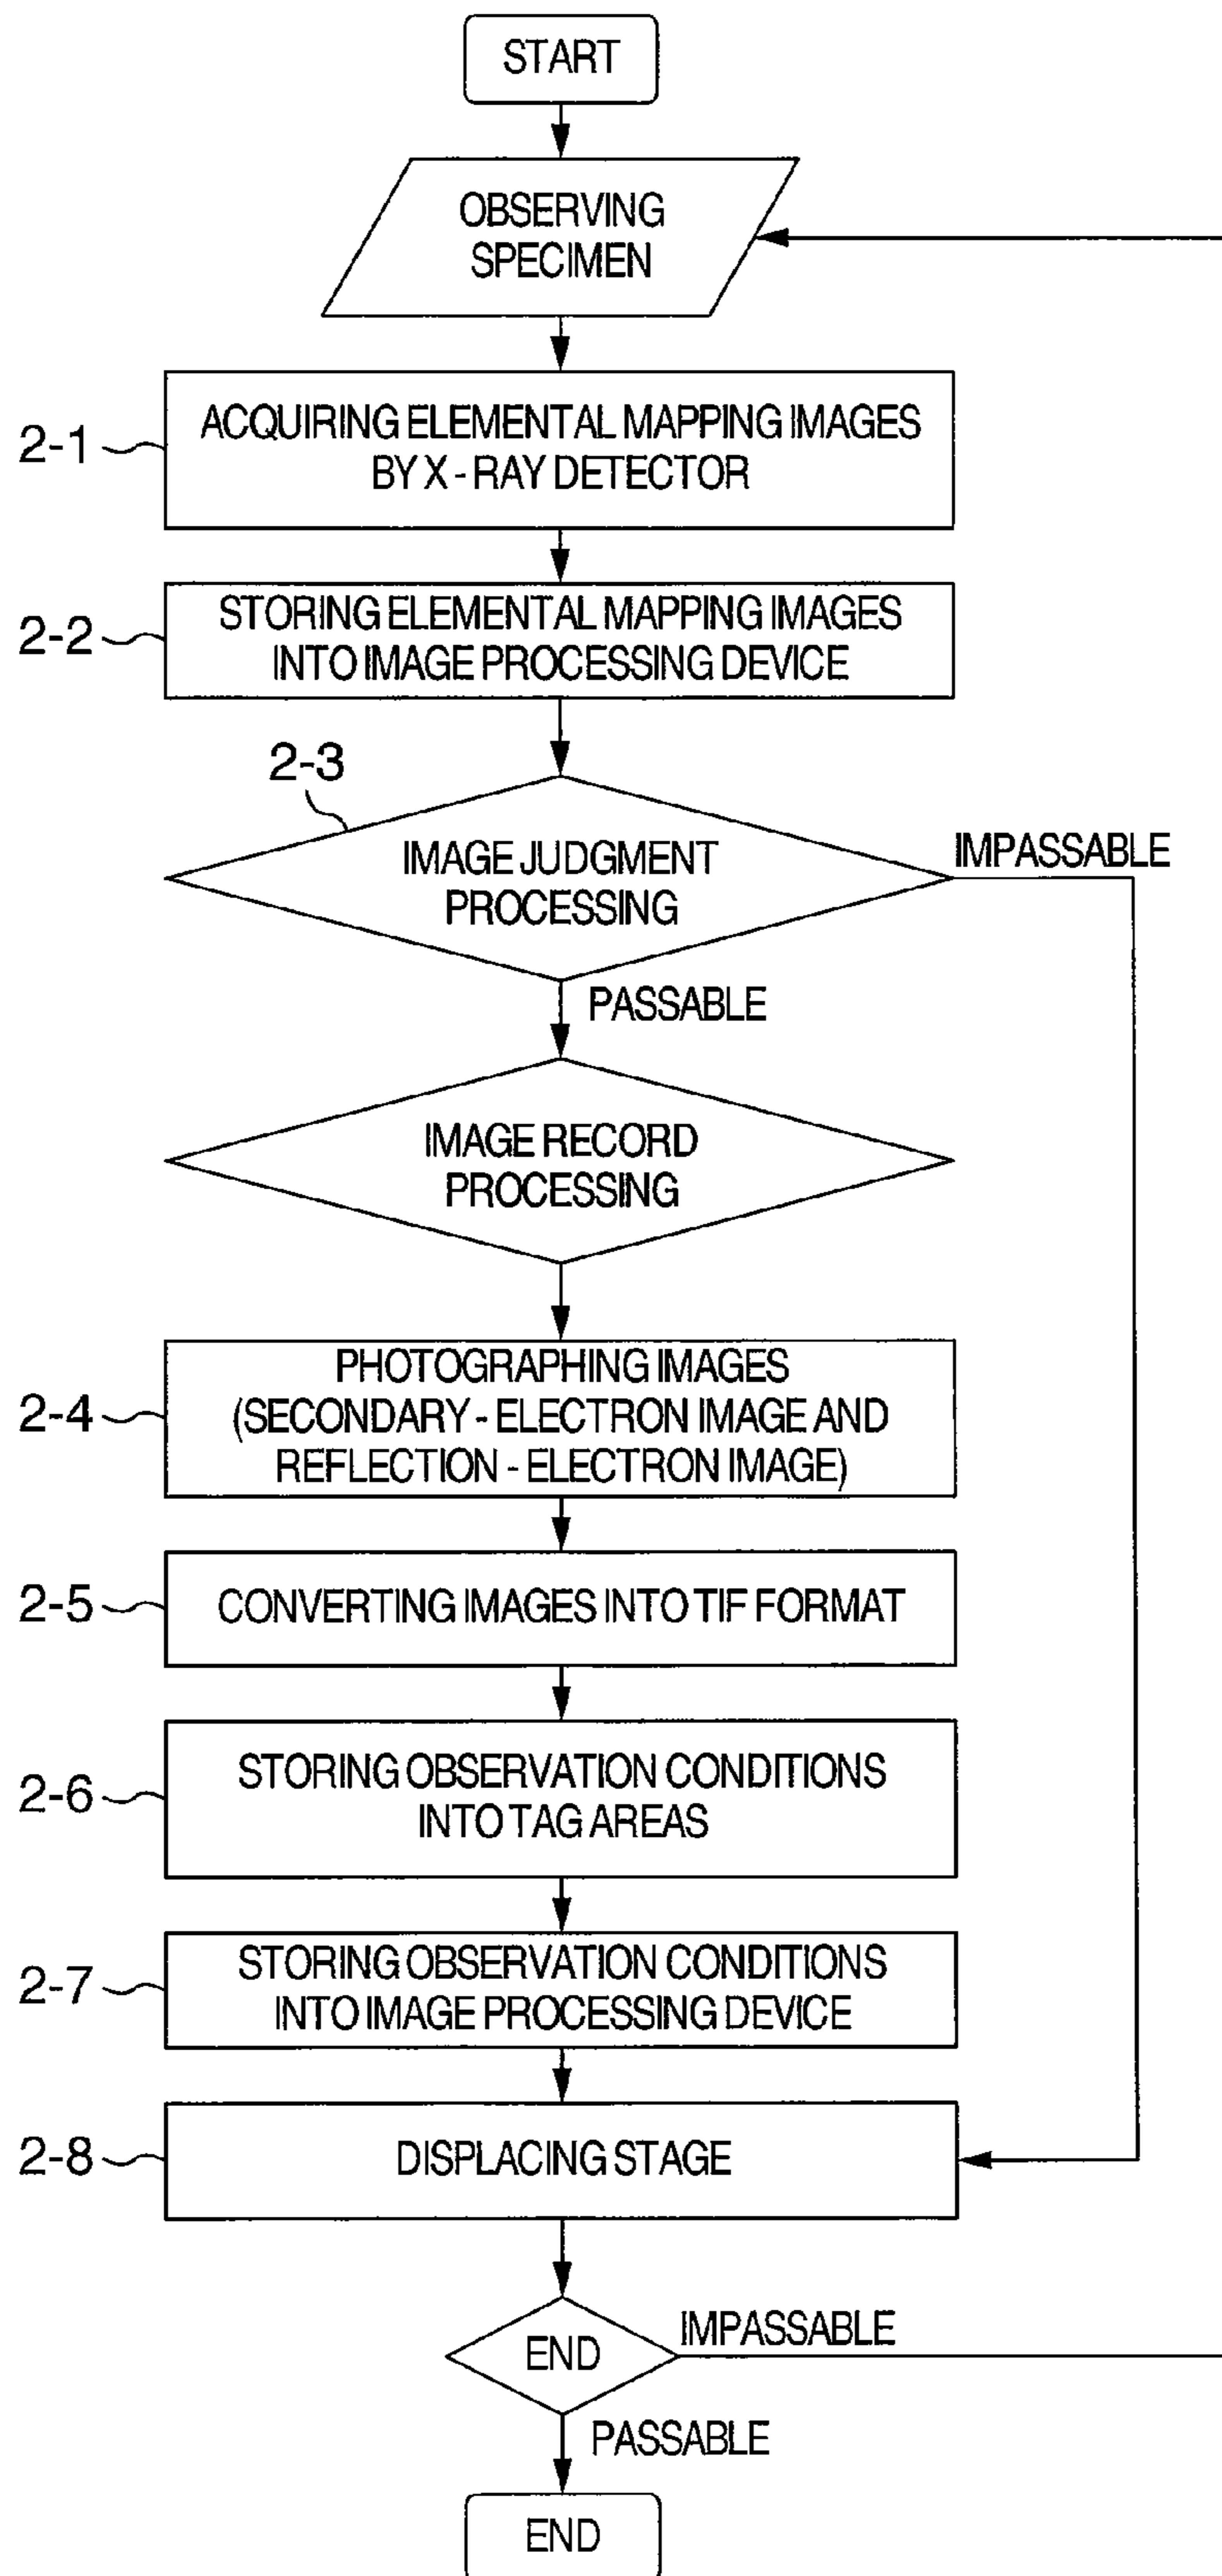 START
OBSERVING
SPECIMEN
2-1
ACQUIRING ELEMENTAL MAPPING IMAGES
BY X - RAY DETECTOR
2-2
STORING ELEMENTAL MAPPING IMAGES
INTO IMAGE PROCESSING DEVICE
2-3
IMAGE JUDGMENT
PROCESSING
IMPASSABLE
PASSABLE
IMAGE RECORD
PROCESSING
2-4
PHOTOGRAPHING IMAGES
(SECONDARY - ELECTRON IMAGE AND
REFLECTION - ELECTRON IMAGE)
2-5
CONVERTING IMAGES INTO TIF FORMAT
2-6
STORING OBSERVATION CONDITIONS
INTO TAG AREAS
2-7
STORING OBSERVATION CONDITIONS
INTO IMAGE PROCESSING DEVICE
2-8
DISPLACING STAGE
END
IMPASSABLE
PASSABLE
END